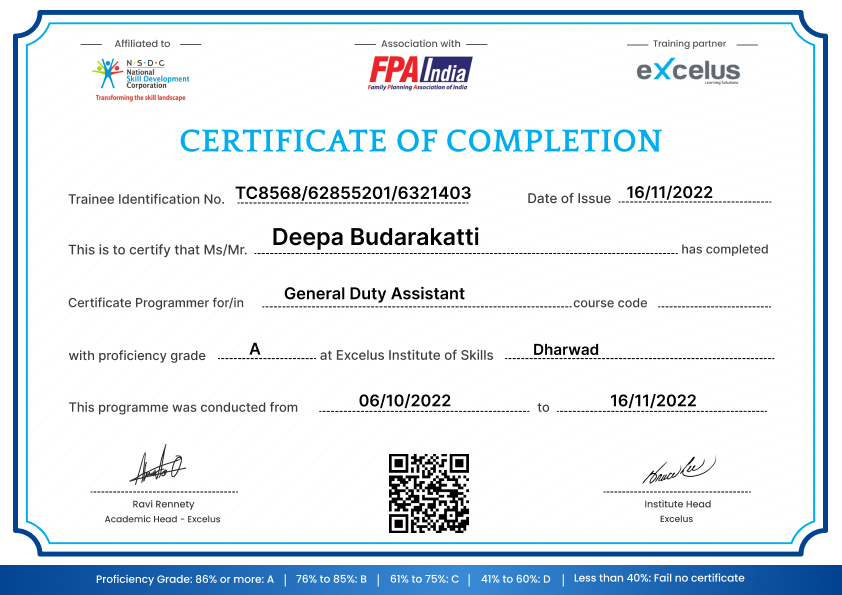 Affiliated to
Association with
Training partner
N·S·D·C
National
Skill Development
Corporation
Transforming the skill landscape
FPA India
Family Planning Association of India
eXcelus
Learning Solutions
CERTIFICATE OF COMPLETION
Trainee Identification No. TC8568/62855201/6321403 Date of Issue 16/11/2022
This is to certify that Ms/Mr. Deepa Budarakatti has completed
Certificate Programmer for/in General Duty Assistant course code
with proficiency grade A at Excelus Institute of Skills Dharwad
This programme was conducted from 06/10/2022 to 16/11/2022
Ravi Rennety
Academic Head - Excelus
Institute Head
Excelus
Proficiency Grade: 86% or more: A | 76% to 85%: B | 61% to 75%: C | 41% to 60%: D | Less than 40%: Fail no certificate